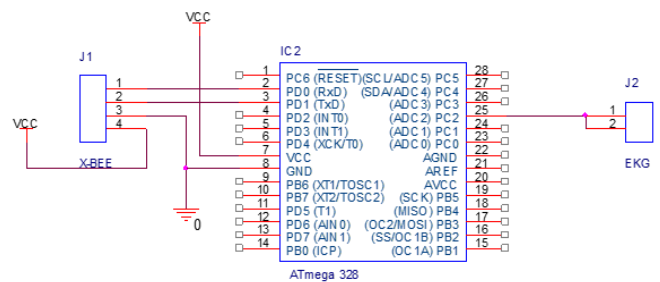 VCC
J1
1
2
3
4
VCC
X-BEE
0
IC2
1 PC6 (RESET) (SCL/ADC5) PC5 28
2 PD0 (RxD) (SDA/ADC4) PC4 27
3 PD1 (TxD) (ADC3) PC3 26
4 PD2 (INT0) (ADC2) PC2 25
5 PD3 (INT1) (ADC1) PC1 24
6 PD4 (XCK/T0) (ADC0) PC0 23
7 VCC AGND 22
8 GND AREF 21
9 PB6 (XT1/TOSC1) AVCC 20
10 PB7 (XT2/TOSC2) (SCK) PB5 19
11 PD5 (T1) (MISO) PB4 18
12 PD6 (AIN0) (OC2/MOSI) PB3 17
13 PD7 (AIN1) (SS/OC1B) PB2 16
14 PB0 (ICP) (OC1A) PB1 15
ATmega 328
J2
1
2
EKG